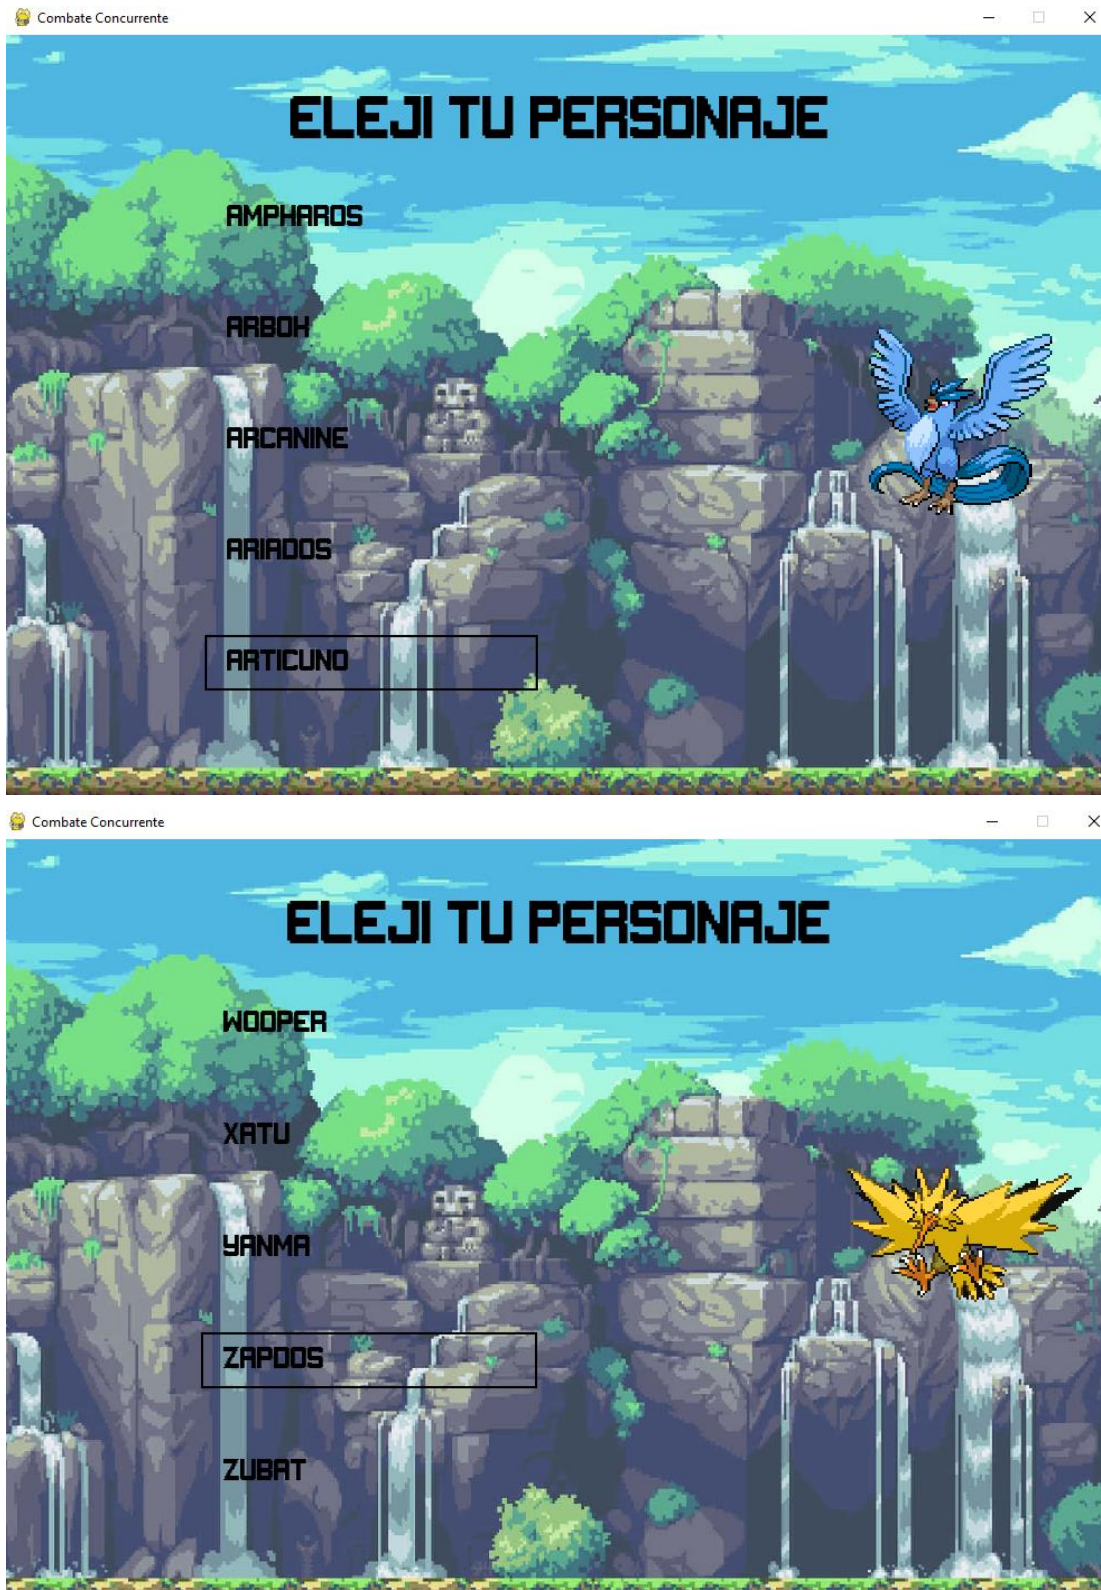 Combate Concurrente
ELEJI TU PERSONAJE
AMPHAROS
ARBOK
ARCANINE
ARIADOS
ARTICUNO
Combate Concurrente
ELEJI TU PERSONAJE
WOOPER
XATU
YANMA
ZAPDOS
ZUBAT